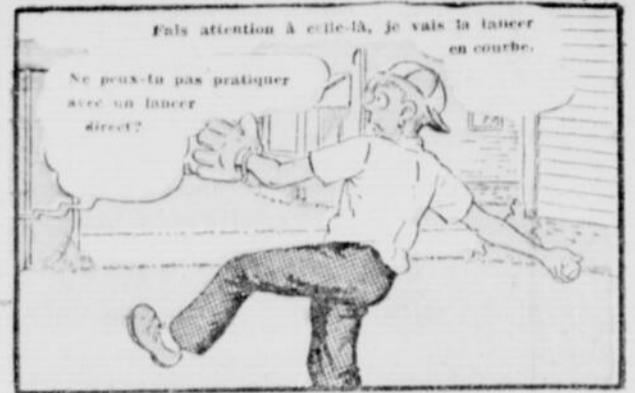 Fais attention à celle-là, je vais la lancer
en courbe.
Ne peux-tu pas pratiquer
avec un lancer
direct?